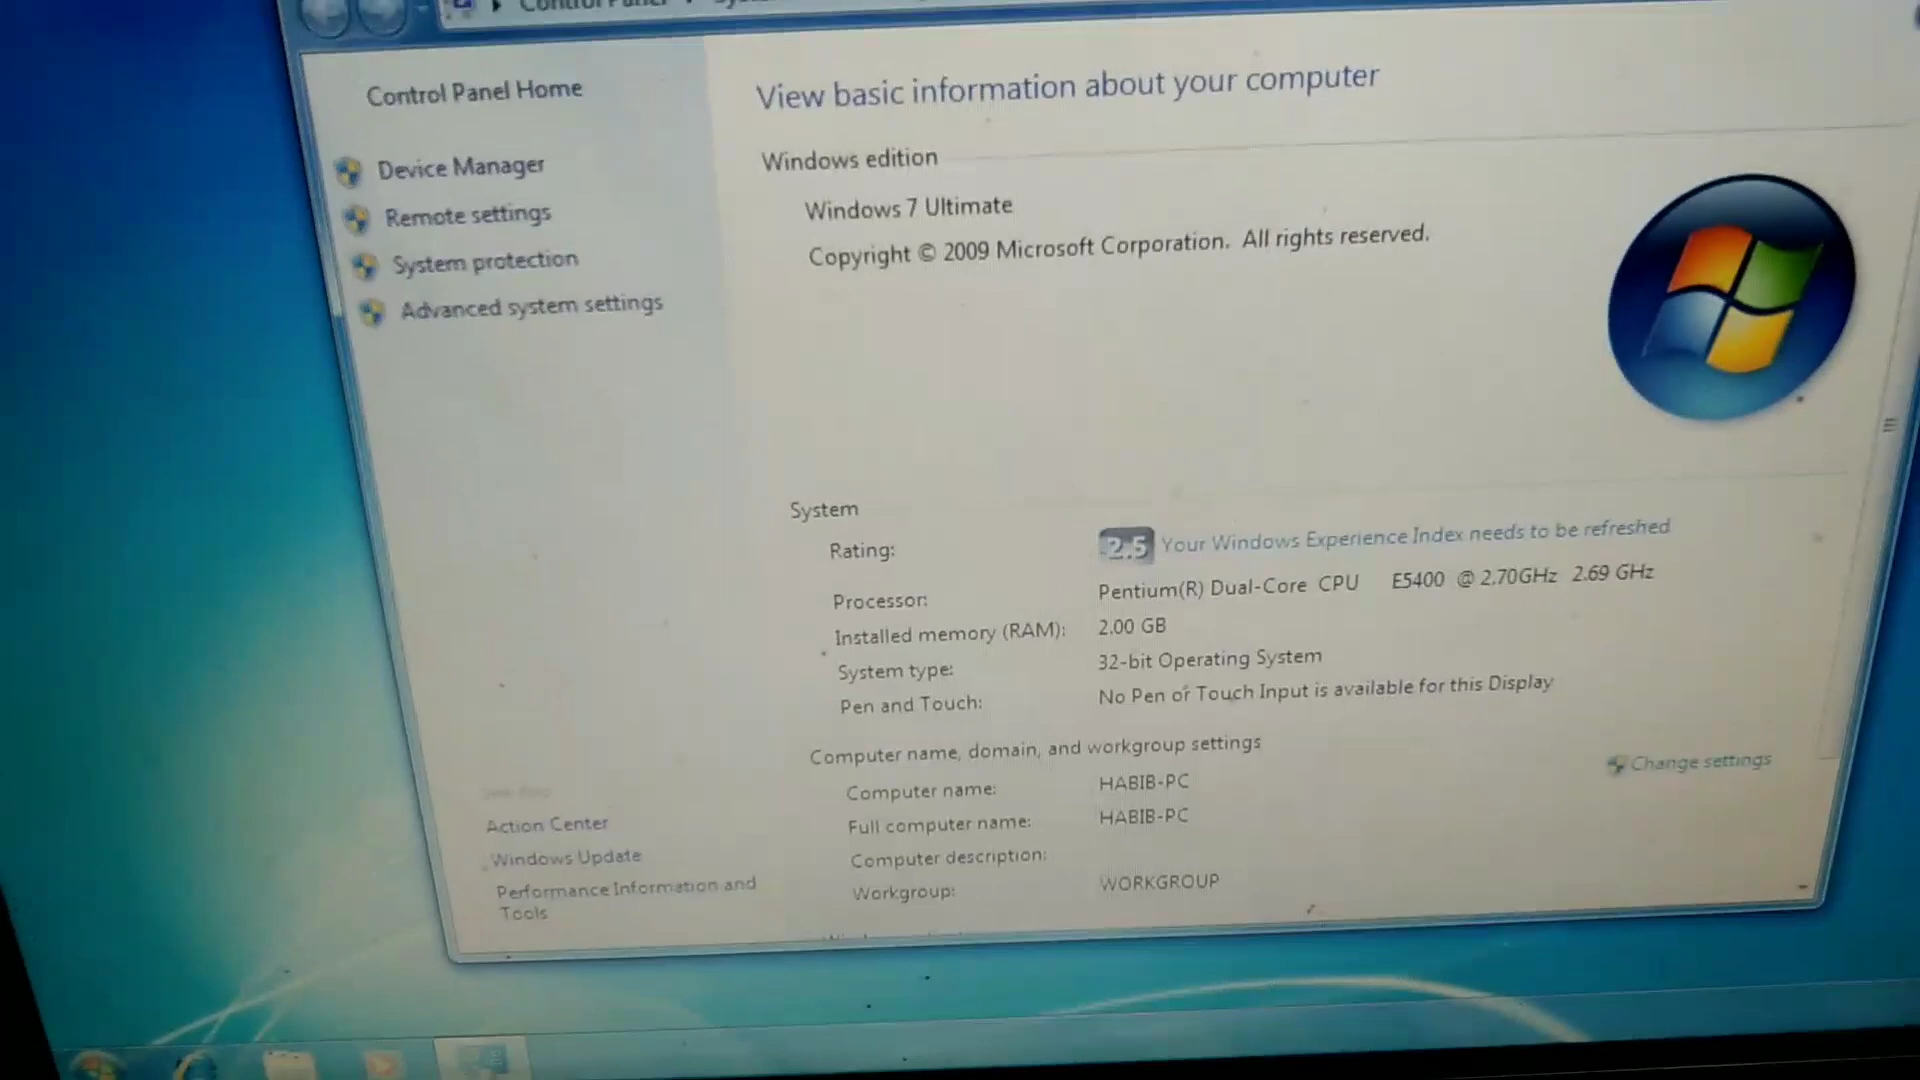 Control Panel
Control Panel Home
Device Manager
Remote settings
System protection
Advanced system settings
View basic information about your computer
Windows edition
Windows 7 Ultimate
Copyright © 2009 Microsoft Corporation. All rights reserved.
System
Rating: 2.5 Your Windows Experience Index needs to be refreshed
Processor: Pentium(R) Dual-Core CPU E5400 @ 2.70GHz 2.69 GHz
Installed memory (RAM): 2.00 GB
System type: 32-bit Operating System
Pen and Touch: No Pen or Touch Input is available for this Display
Computer name, domain, and workgroup settings
Computer name: HABIB-PC
Change settings
Full computer name: HABIB-PC
Computer description:
Workgroup: WORKGROUP
See also
Action Center
Windows Update
Performance Information and
Tools